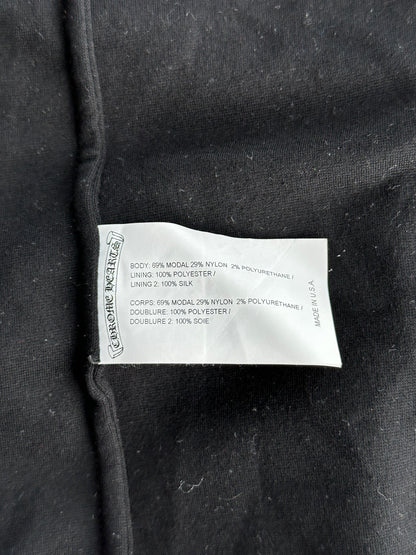 CHROME HEARTS
BODY: 69% MODAL 29% NYLON 2% POLYURETHANE /
LINING: 100% POLYESTER /
LINING 2: 100% SILK
CORPS: 69% MODAL 29% NYLON 2% POLYURETHANE /
DOUBLURE: 100% POLYESTER /
DOUBLURE 2: 100% SOIE
MADE IN U.S.A.